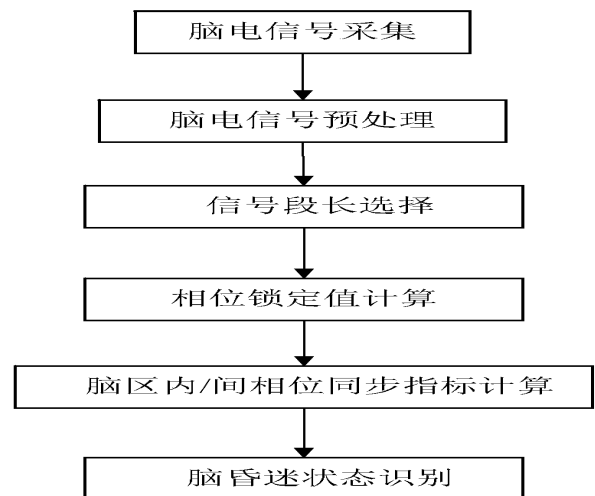 脑电信号采集
脑电信号预处理
信号段长选择
相位锁定值计算
脑区内/间相位同步指标计算
脑昏迷状态识别